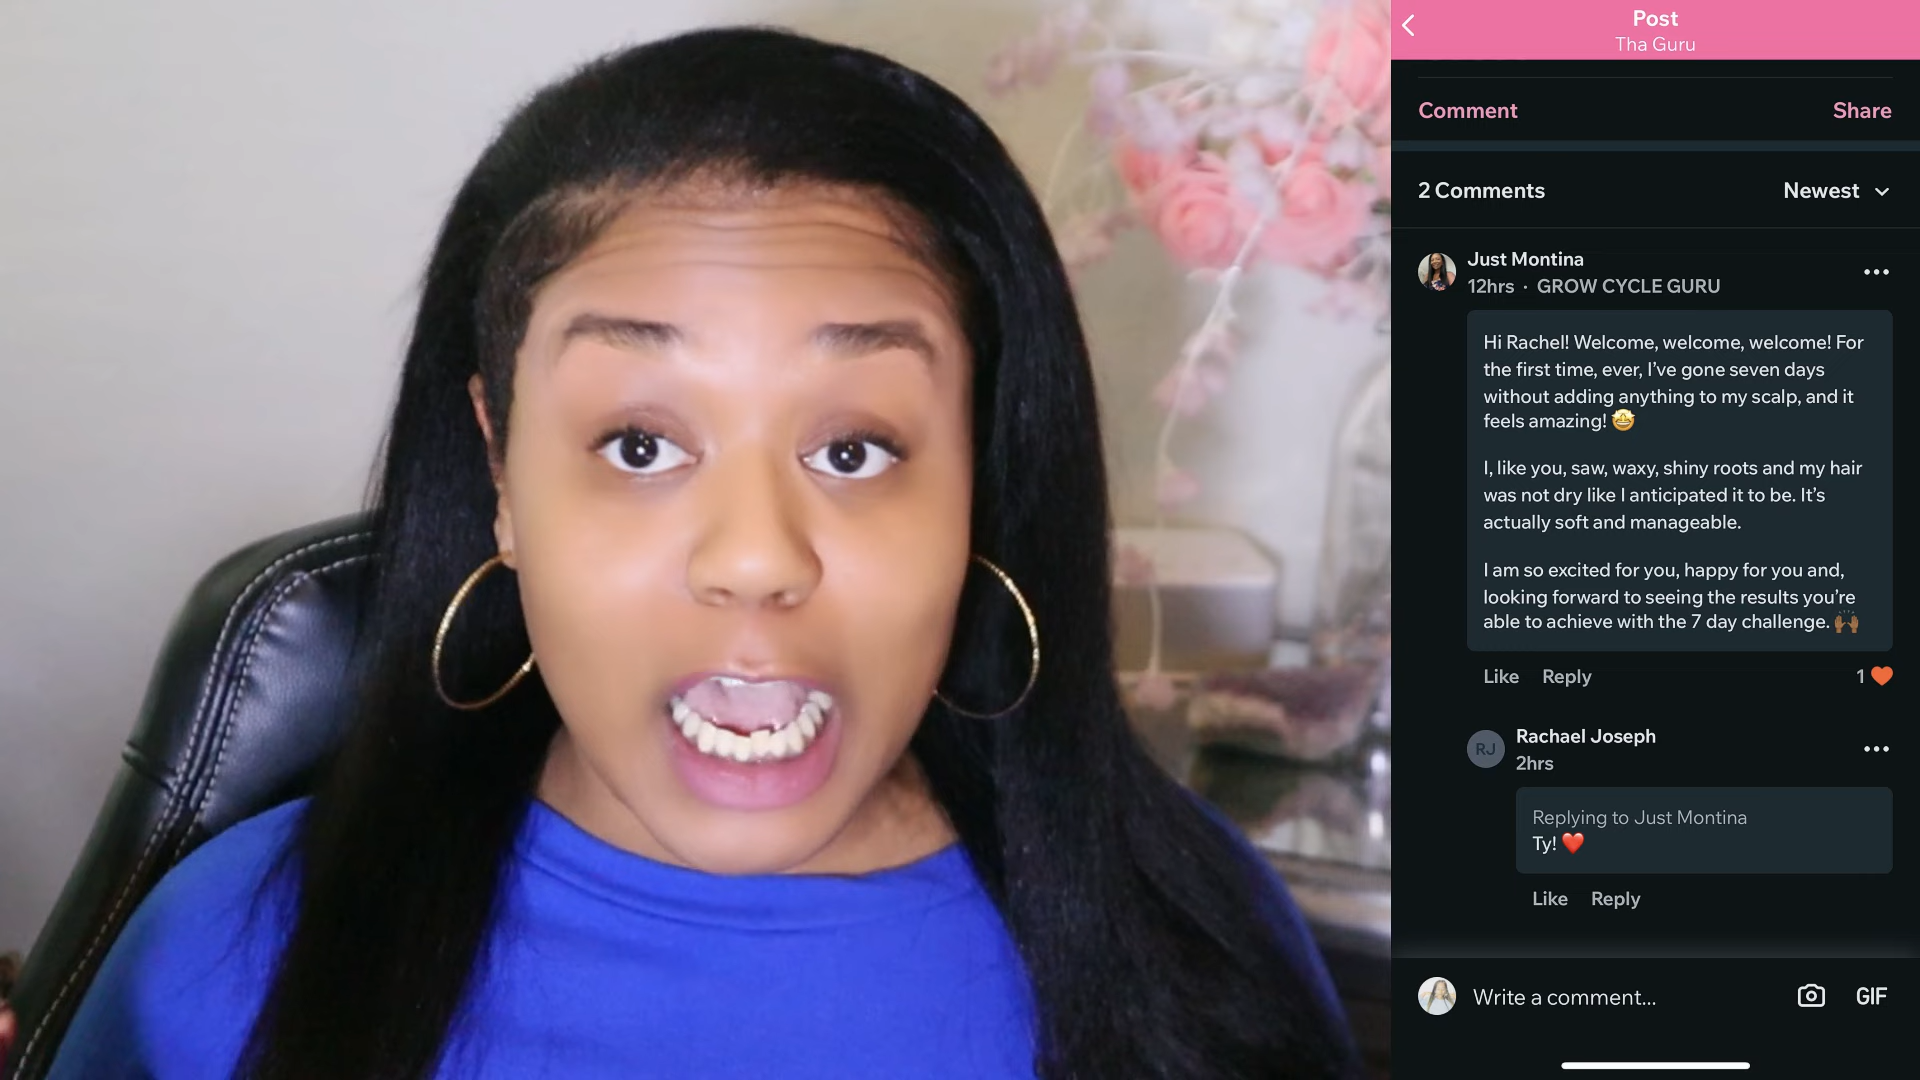 Post
Tha Guru
Comment
Share
2 Comments
Newest
Just Montina
12hrs · GROW CYCLE GURU
Hi Rachel! Welcome, welcome, welcome! For
the first time, ever, I’ve gone seven days
without adding anything to my scalp, and it
feels amazing! 🤩
I, like you, saw, waxy, shiny roots and my hair
was not dry like I anticipated it to be. It’s
actually soft and manageable.
I am so excited for you, happy for you and,
looking forward to seeing the results you’re
able to achieve with the 7 day challenge. 🙌🏾
Like Reply
1
RJ
Rachael Joseph
2hrs
Replying to Just Montina
Ty! ❤️
Like Reply
Write a comment...
GIF